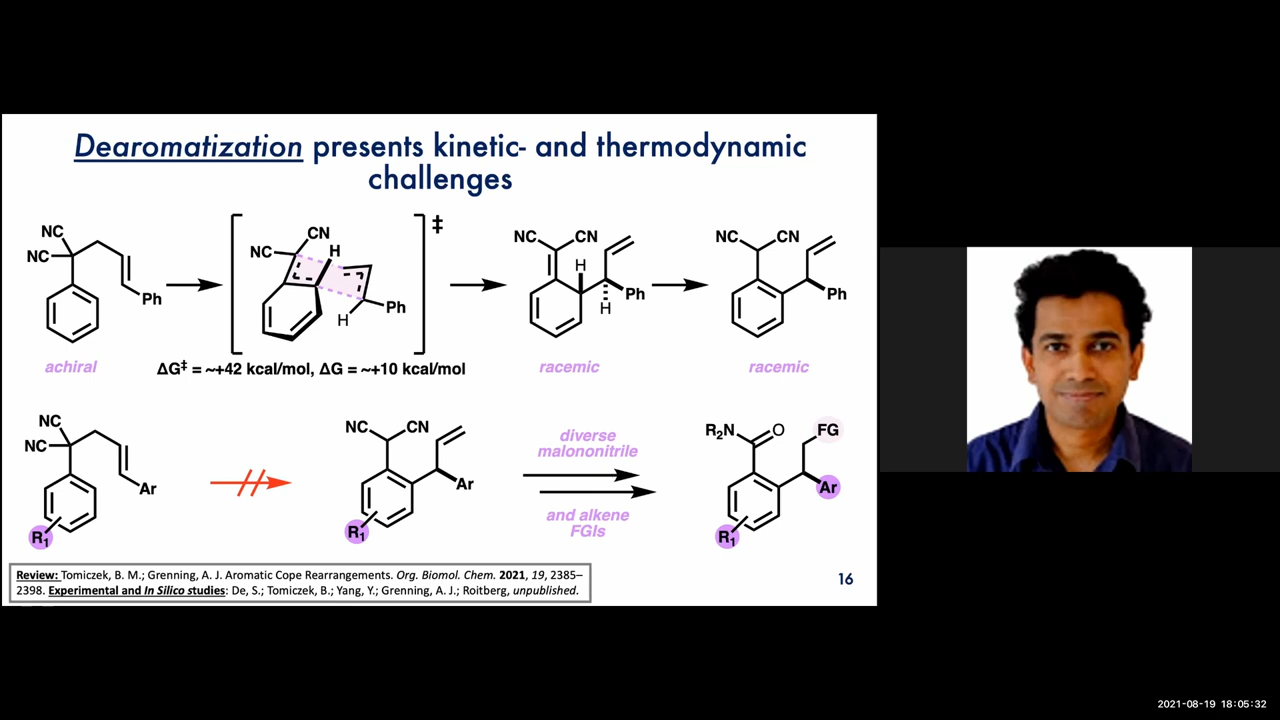 Dearomatization presents kinetic- and thermodynamic
challenges
NC
NC
Ph
achiral
NC
CN
H
H
Ph
‡
ΔG‡ = ~+42 kcal/mol, ΔG = ~+10 kcal/mol
NC
CN
H
H
Ph
racemic
NC
CN
Ph
racemic
NC
NC
Ar
R1
NC
CN
Ar
R1
diverse
malononitrile
and alkene
FGIs
R2N
O
FG
Ar
R1
Review: Tomiczek, B. M.; Grenning, A. J. Aromatic Cope Rearrangements. Org. Biomol. Chem. 2021, 19, 2385–
2398. Experimental and In Silico studies: De, S.; Tomiczek, B.; Yang, Y.; Grenning, A. J.; Roitberg, unpublished.
16
2021-08-19 18:05:32